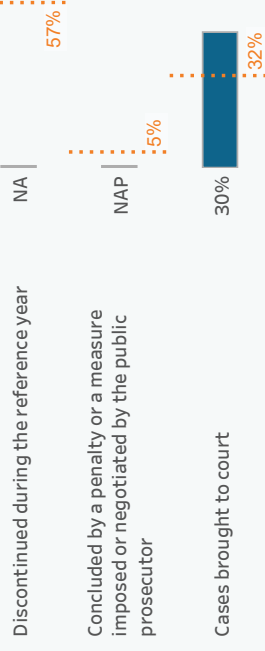 Discontinued during the reference year
NA
57%
Concluded by a penalty or a measure
imposed or negotiated by the public
prosecutor
NAP
5%
Cases brought to court
30%
32%